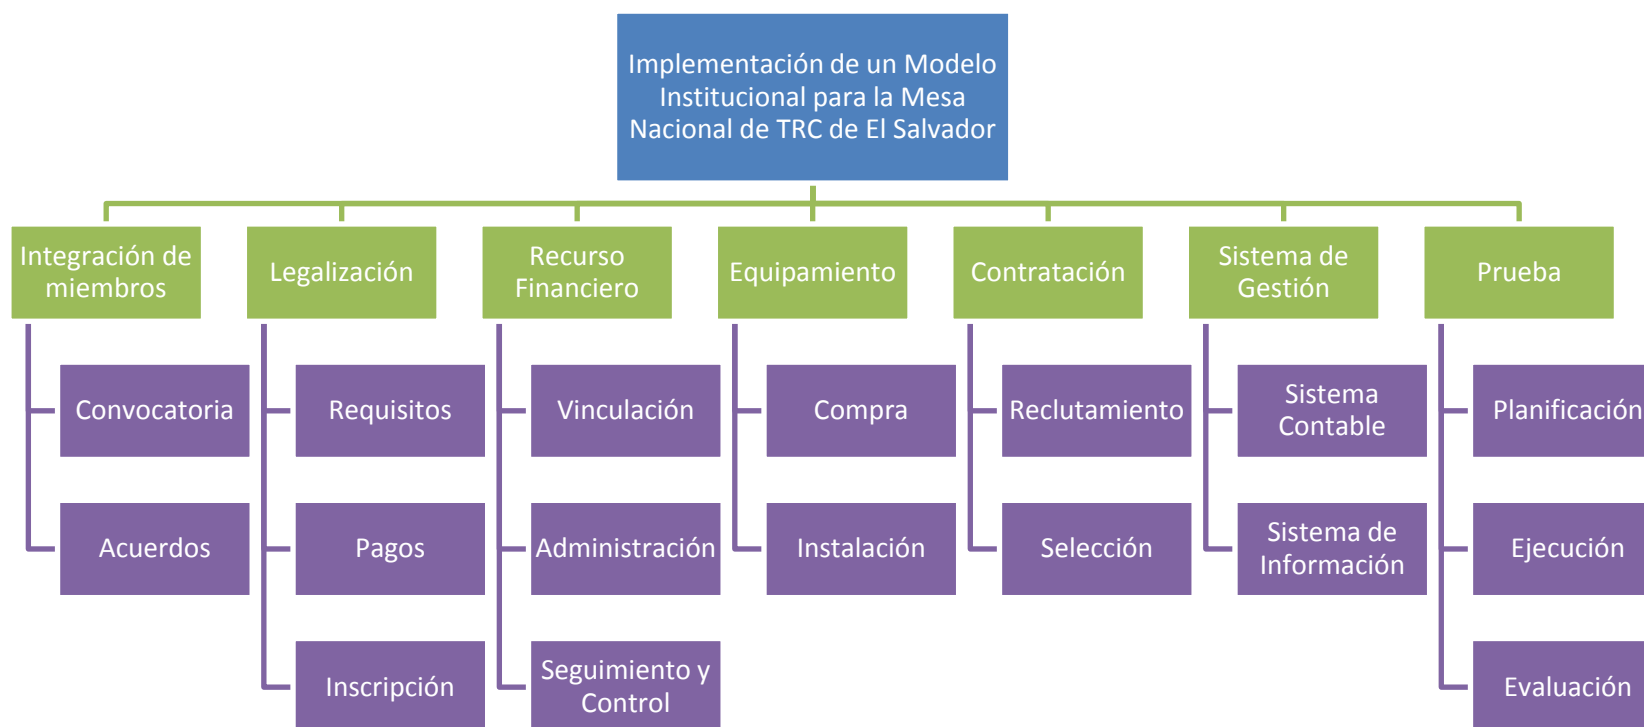 Implementación de un Modelo
Institucional para la Mesa
Nacional de TRC de El Salvador
Integración de
miembros
Legalización
Recurso
Financiero
Equipamiento
Contratación
Sistema de
Gestión
Prueba
Convocatoria
Requisitos
Vinculación
Compra
Reclutamiento
Sistema
Contable
Planificación
Acuerdos
Pagos
Administración
Instalación
Selección
Sistema de
Información
Ejecución
Inscripción
Seguimiento y
Control
Evaluación